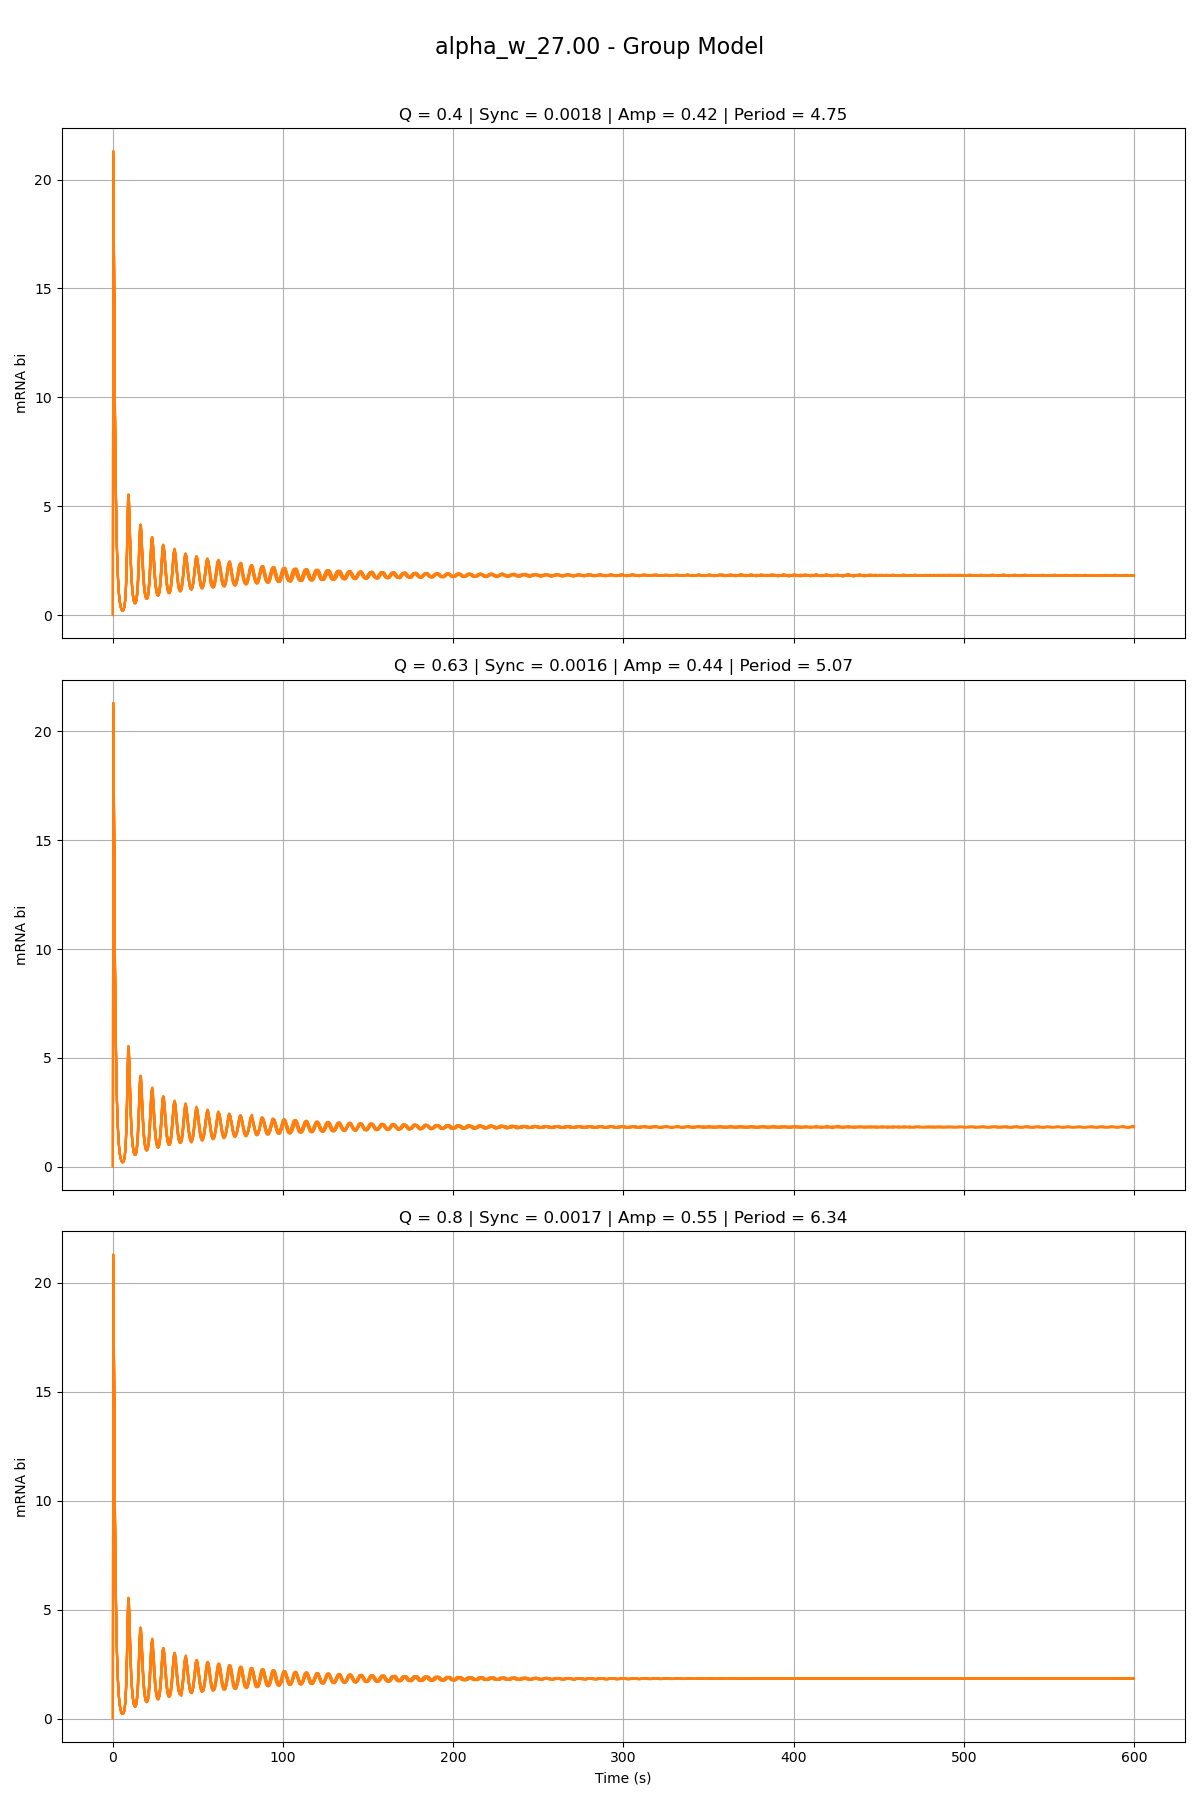 alpha_w_27.00 - Group Model
Q = 0.4 | Sync = 0.0018 | Amp = 0.42 | Period = 4.75
20
15
10
5
0
mRNA bi
Q = 0.63 | Sync = 0.0016 | Amp = 0.44 | Period = 5.07
20
15
10
5
0
mRNA bi
Q = 0.8 | Sync = 0.0017 | Amp = 0.55 | Period = 6.34
20
15
10
5
0
mRNA bi
0 100 200 300 400 500 600
Time (s)